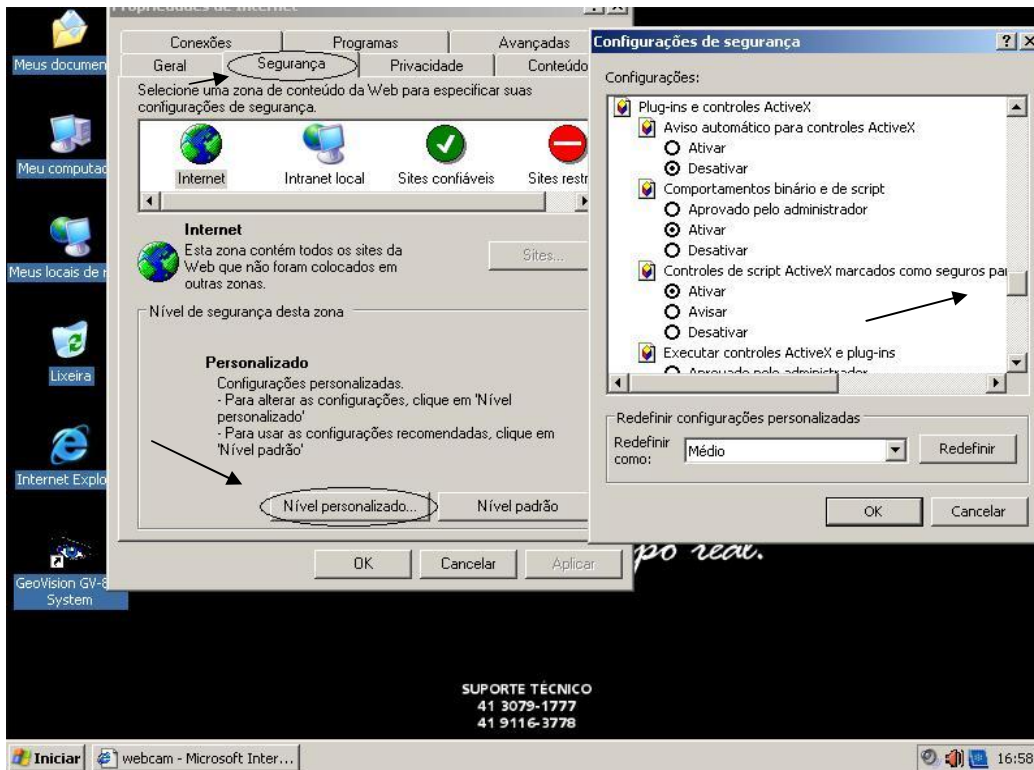 Propriedades de Internet
Conexões
Programas
Avançadas
Geral
Segurança
Privacidade
Conteúdo
Selecione uma zona de conteúdo da Web para especificar suas
configurações de segurança.
Internet
Intranet local
Sites confiáveis
Sites restr
Internet
Esta zona contém todos os sites da
Web que não foram colocados em
outras zonas.
Sites...
Nível de segurança desta zona
Personalizado
Configurações personalizadas.
- Para alterar as configurações, clique em 'Nível
personalizado'
- Para usar as configurações recomendadas, clique em
'Nível padrão'
Nível personalizado...
Nível padrão
OK
Cancelar
Aplicar
Configurações de segurança
Configurações:
Plug-ins e controles ActiveX
Aviso automático para controles ActiveX
Ativar
Desativar
Comportamentos binário e de script
Aprovado pelo administrador
Ativar
Desativar
Controles de script ActiveX marcados como seguros par
Ativar
Avisar
Desativar
Executar controles ActiveX e plug-ins
Aprovado pelo administrador
Redefinir configurações personalizadas
Redefinir
como:
Médio
Redefinir
OK
Cancelar
Meus documen
Meu computad
Meus locais de r
Lixeira
Internet Explo
GeoVision GV-8
System
po real.
SUPORTE TÉCNICO
41 3079-1777
41 9116-3778
Iniciar
webcam - Microsoft Inter...
16:58